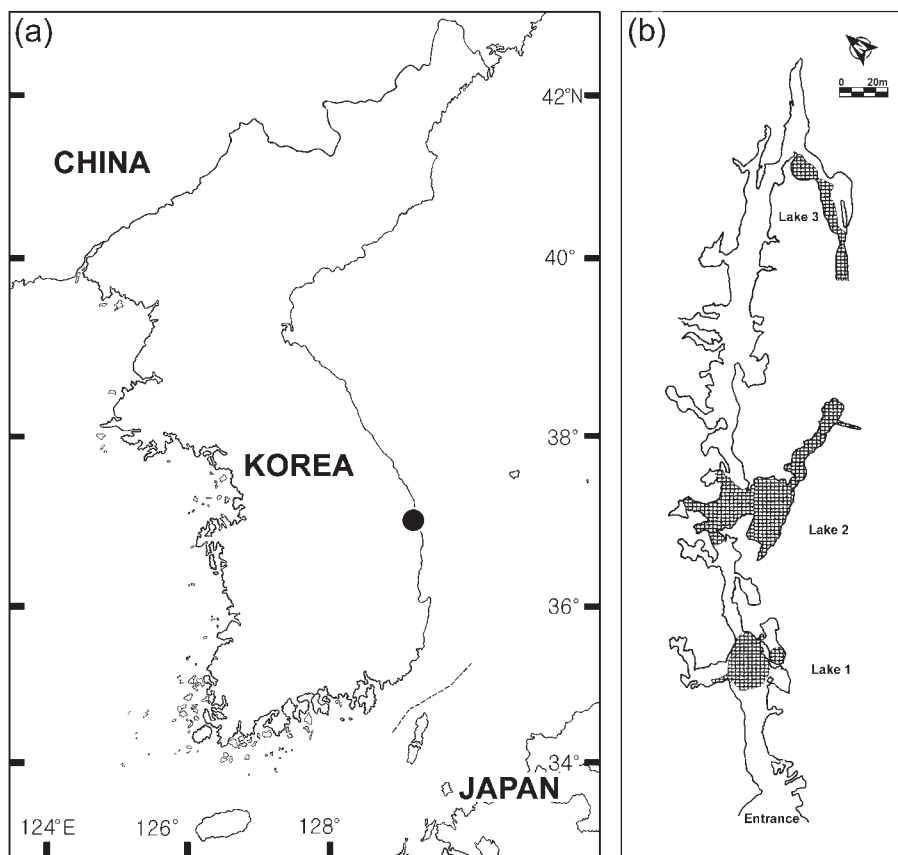 (a)
42°N
CHINA
40°
38°
KOREA
36°
34°
JAPAN
124°E
126°
128°
(b)
0 20m
Lake 3
Lake 2
Lake 1
Entrance